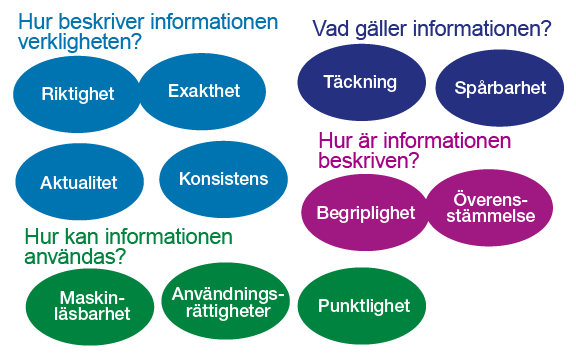 Hur beskriver informationen
verkligheten?
Riktighet
Exakthet
Aktualitet
Konsistens
Vad gäller informationen?
Täckning
Spårbarhet
Hur är informationen
beskriven?
Begriplighet
Överens-
stämmelse
Hur kan informationen
användas?
Maskin-
läsbarhet
Användnings-
rättigheter
Punktlighet